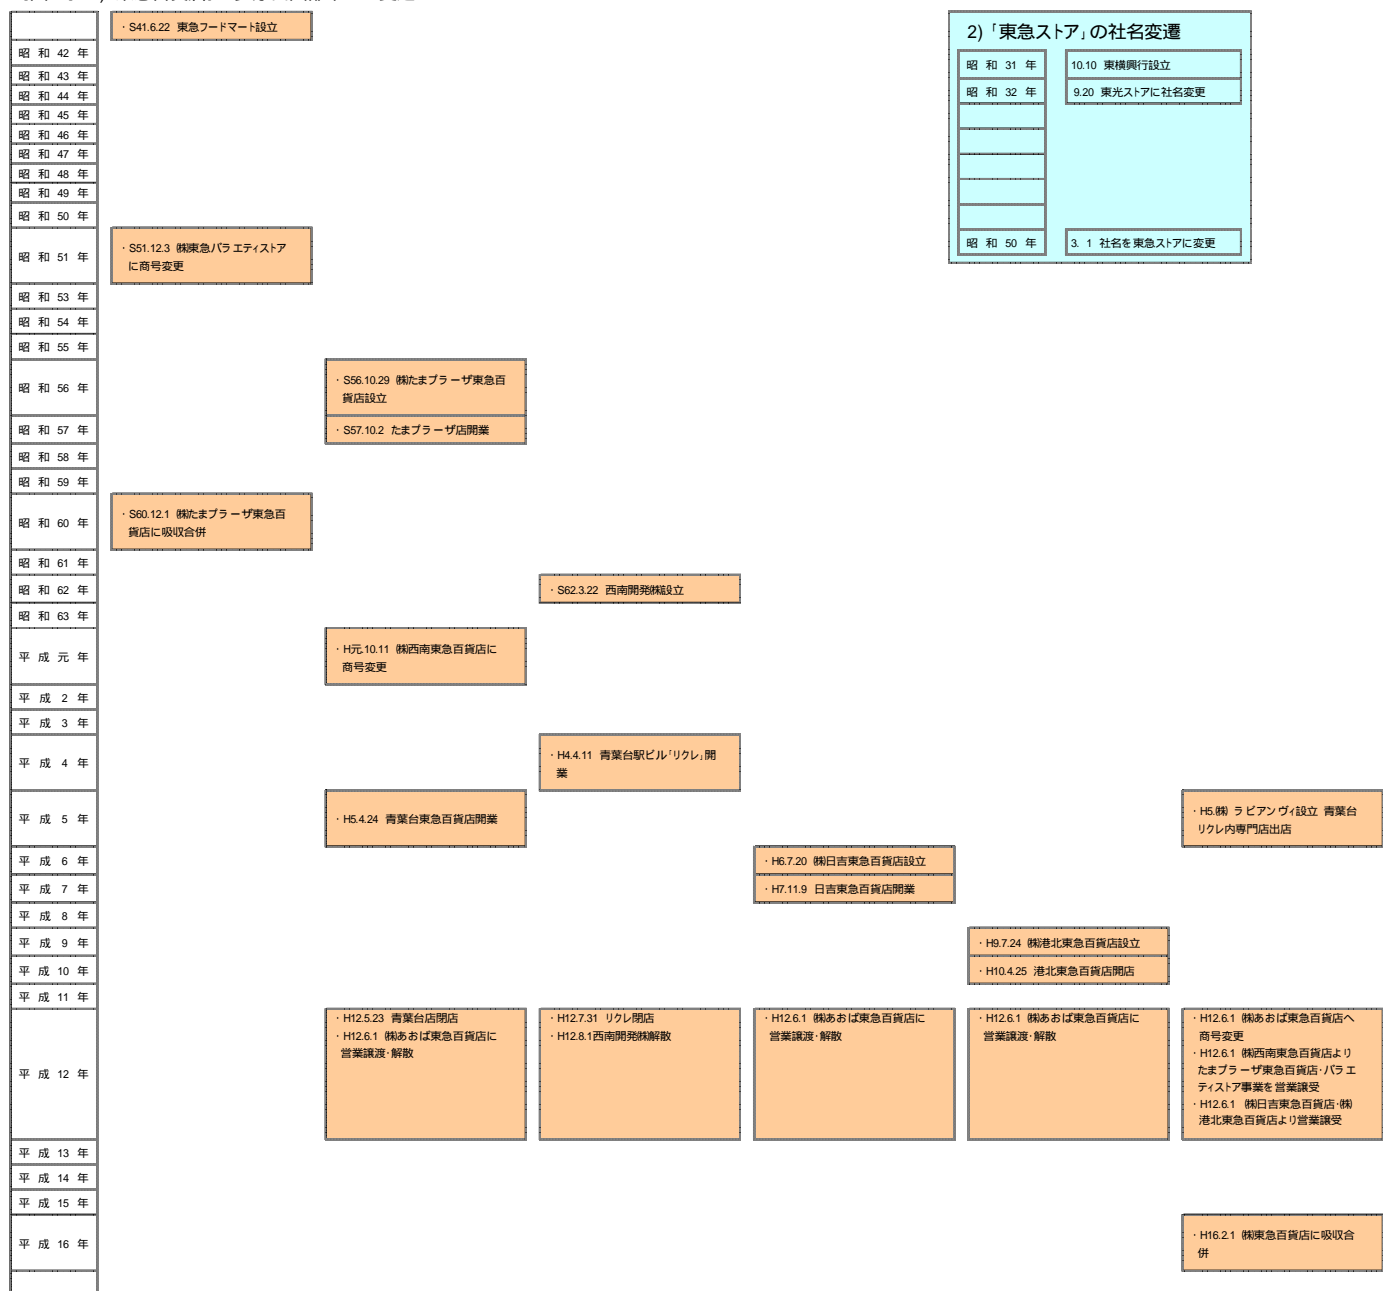 ・S41.6.22 東急フードマート設立
2)「東急ストア」の社名変遷
昭和 31 年
10.10 東横興行設立
昭和 32 年
9.20 東光ストアに社名変更
昭和 50 年
3. 1 社名を東急ストアに変更
昭和 42 年
昭和 43 年
昭和 44 年
昭和 45 年
昭和 46 年
昭和 47 年
昭和 48 年
昭和 49 年
昭和 50 年
昭和 51 年
・S51.12.3 ㈱東急バラエティストア
に商号変更
昭和 53 年
昭和 54 年
昭和 55 年
昭和 56 年
・S56.10.29 ㈱たまプラーザ東急百
貨店設立
昭和 57 年
・S57.10.2 たまプラーザ店開業
昭和 58 年
昭和 59 年
昭和 60 年
・S60.12.1 ㈱たまプラーザ東急百
貨店に吸収合併
昭和 61 年
昭和 62 年
・S62.3.22 西南開発㈱設立
昭和 63 年
平成元年
・H元.10.11 ㈱西南東急百貨店に
商号変更
平成 2 年
平成 3 年
平成 4 年
・H4.4.11 青葉台駅ビル「リクレ」開
業
平成 5 年
・H5.4.24 青葉台東急百貨店開業
・H5.㈱ ラビアンヴィ設立 青葉台
リクレ内専門店出店
平成 6 年
・H6.7.20 ㈱日吉東急百貨店設立
平成 7 年
・H7.11.9 日吉東急百貨店開業
平成 8 年
平成 9 年
・H9.7.24 ㈱港北東急百貨店設立
平成 10 年
・H10.4.25 港北東急百貨店開店
平成 11 年
平成 12 年
・H12.5.23 青葉台店閉店
・H12.6.1 ㈱あおば東急百貨店に
営業譲渡・解散
・H12.7.31 リクレ閉店
・H12.8.1西南開発㈱解散
・H12.6.1 ㈱あおば東急百貨店に
営業譲渡・解散
・H12.6.1 ㈱あおば東急百貨店に
営業譲渡・解散
・H12.6.1 ㈱あおば東急百貨店へ
商号変更
・H12.6.1 ㈱西南東急百貨店より
たまプラーザ東急百貨店・バラエ
ティストア事業を営業譲受
・H12.6.1 ㈱日吉東急百貨店・㈱
港北東急百貨店より営業譲受
平成 13 年
平成 14 年
平成 15 年
平成 16 年
・H16.2.1 ㈱東急百貨店に吸収合
併